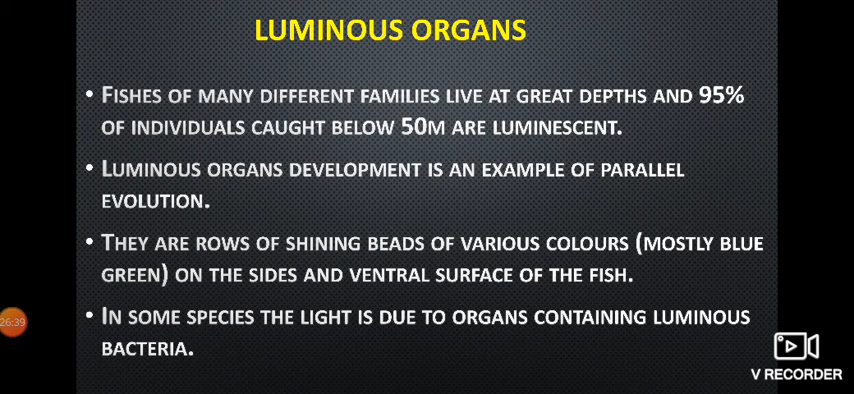 LUMINOUS ORGANS
• FISHES OF MANY DIFFERENT FAMILIES LIVE AT GREAT DEPTHS AND 95%
OF INDIVIDUALS CAUGHT BELOW 50M ARE LUMINESCENT.
• LUMINOUS ORGANS DEVELOPMENT IS AN EXAMPLE OF PARALLEL
EVOLUTION.
• THEY ARE ROWS OF SHINING BEADS OF VARIOUS COLOURS (MOSTLY BLUE
GREEN) ON THE SIDES AND VENTRAL SURFACE OF THE FISH.
26:39
• IN SOME SPECIES THE LIGHT IS DUE TO ORGANS CONTAINING LUMINOUS
BACTERIA.
V RECORDER